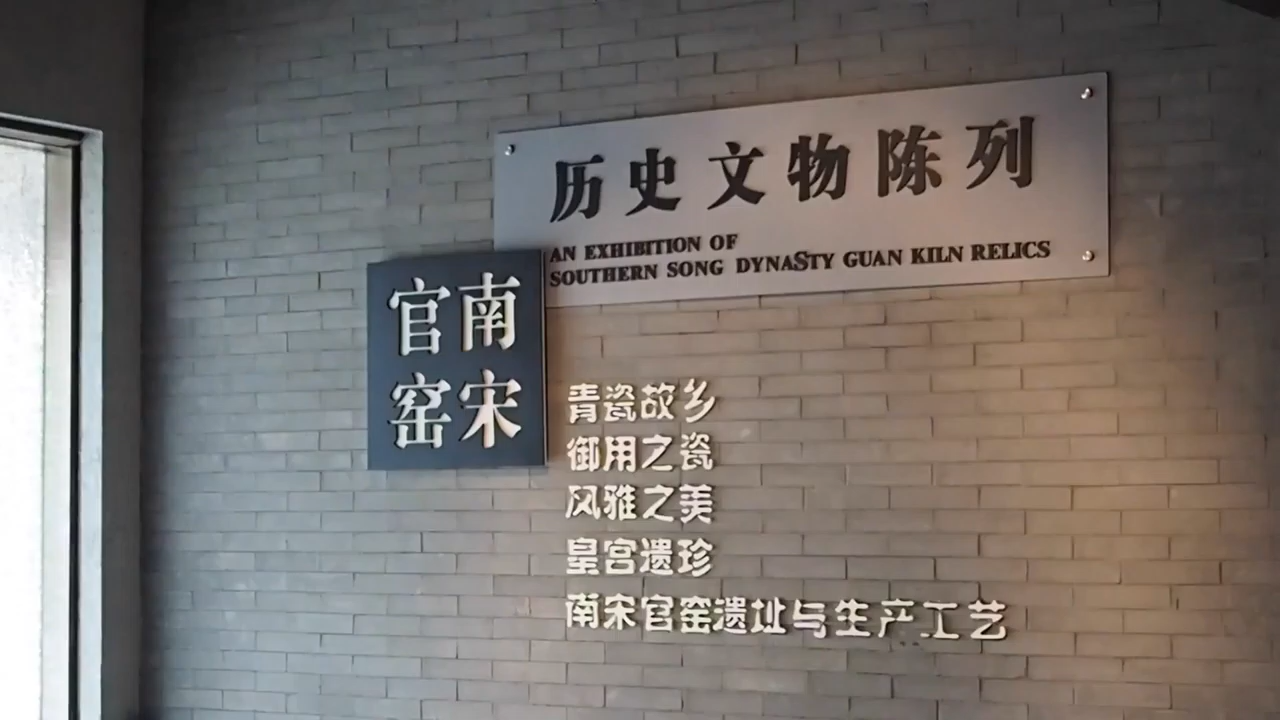 历史文物陈列
AN EXHIBITION OF
SOUTHERN SONG DYNASTY GUAN KILN RELICS
南宋
官窑
青瓷故乡
御用之瓷
风雅之美
皇宫遗珍
南宋官窑遗址与生产工艺